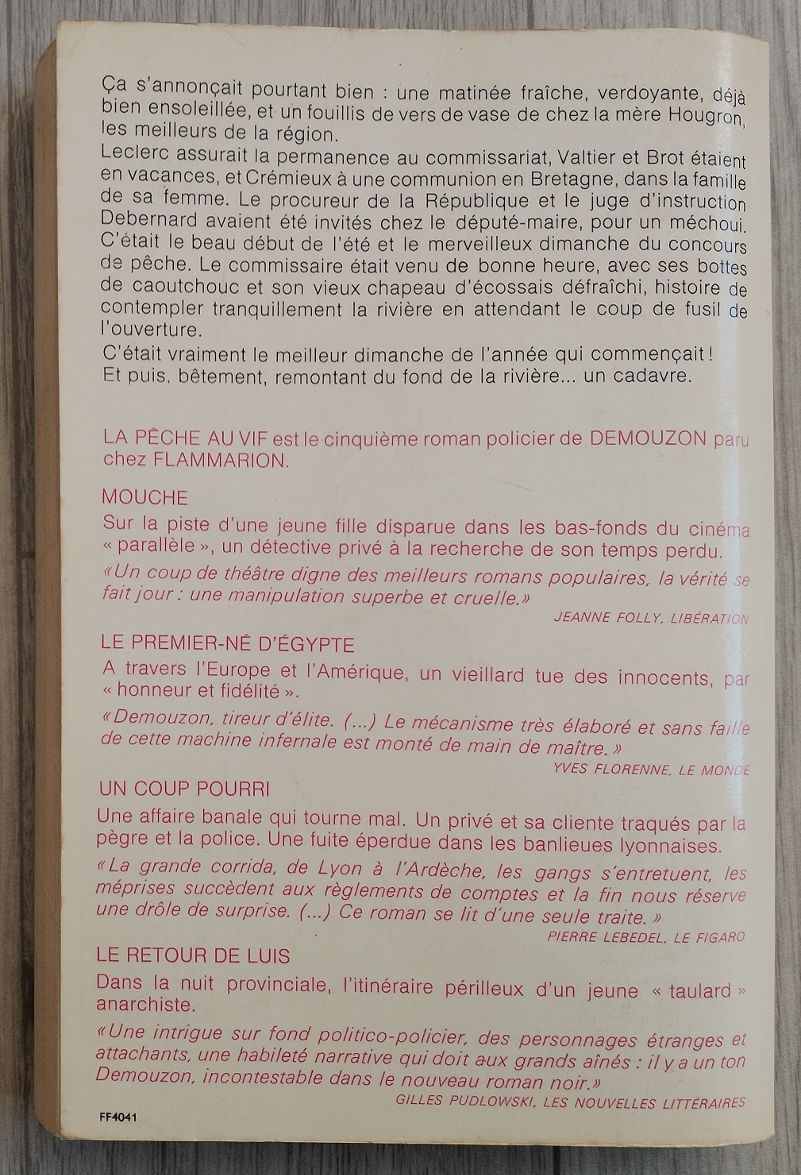 Ça s'annonçait pourtant bien : une matinée fraîche, verdoyante, déjà
bien ensoleillée, et un fouillis de vers de vase de chez la mère Hougron,
les meilleurs de la région.
Leclerc assurait la permanence au commissariat, Valtier et Brot étaient
en vacances, et Crémieux à une communion en Bretagne, dans la famille
de sa femme. Le procureur de la République et le juge d'instruction
Debernard avaient été invités chez le député-maire, pour un méchoui.
C'était le beau début de l'été et le merveilleux dimanche du concours
de pêche. Le commissaire était venu de bonne heure, avec ses bottes
de caoutchouc et son vieux chapeau d'écossais défraîchi, histoire de
contempler tranquillement la rivière en attendant le coup de fusil de
l'ouverture.
C'était vraiment le meilleur dimanche de l'année qui commençait !
Et puis, bêtement, remontant du fond de la rivière... un cadavre.
LA PÊCHE AU VIF est le cinquième roman policier de DEMOUZON paru
chez FLAMMARION.
MOUCHE
Sur la piste d'une jeune fille disparue dans les bas-fonds du cinéma
« parallèle », un détective privé à la recherche de son temps perdu.
«Un coup de théâtre digne des meilleurs romans populaires, la vérité se
fait jour : une manipulation superbe et cruelle.»
JEANNE FOLLY, LIBÉRATION
LE PREMIER-NÉ D'ÉGYPTE
A travers l'Europe et l'Amérique, un vieillard tue des innocents, par
« honneur et fidélité ».
«Demouzon, tireur d'élite. (...) Le mécanisme très élaboré et sans faille
de cette machine infernale est monté de main de maître. »
YVES FLORENNE, LE MONDE
UN COUP POURRI
Une affaire banale qui tourne mal. Un privé et sa cliente traqués par la
pègre et la police. Une fuite éperdue dans les banlieues lyonnaises.
«La grande corrida, de Lyon à l'Ardèche, les gangs s'entretuent, les
méprises succèdent aux règlements de comptes et la fin nous réserve
une drôle de surprise. (...) Ce roman se lit d'une seule traite. »
PIERRE LEBEDEL, LE FIGARO
LE RETOUR DE LUIS
Dans la nuit provinciale, l'itinéraire périlleux d'un jeune « taulard »
anarchiste.
«Une intrigue sur fond politico-policier, des personnages étranges et
attachants, une habileté narrative qui doit aux grands aînés : il y a un ton
Demouzon, incontestable dans le nouveau roman noir.»
GILLES PUDLOWSKI, LES NOUVELLES LITTÉRAIRES
FF4041